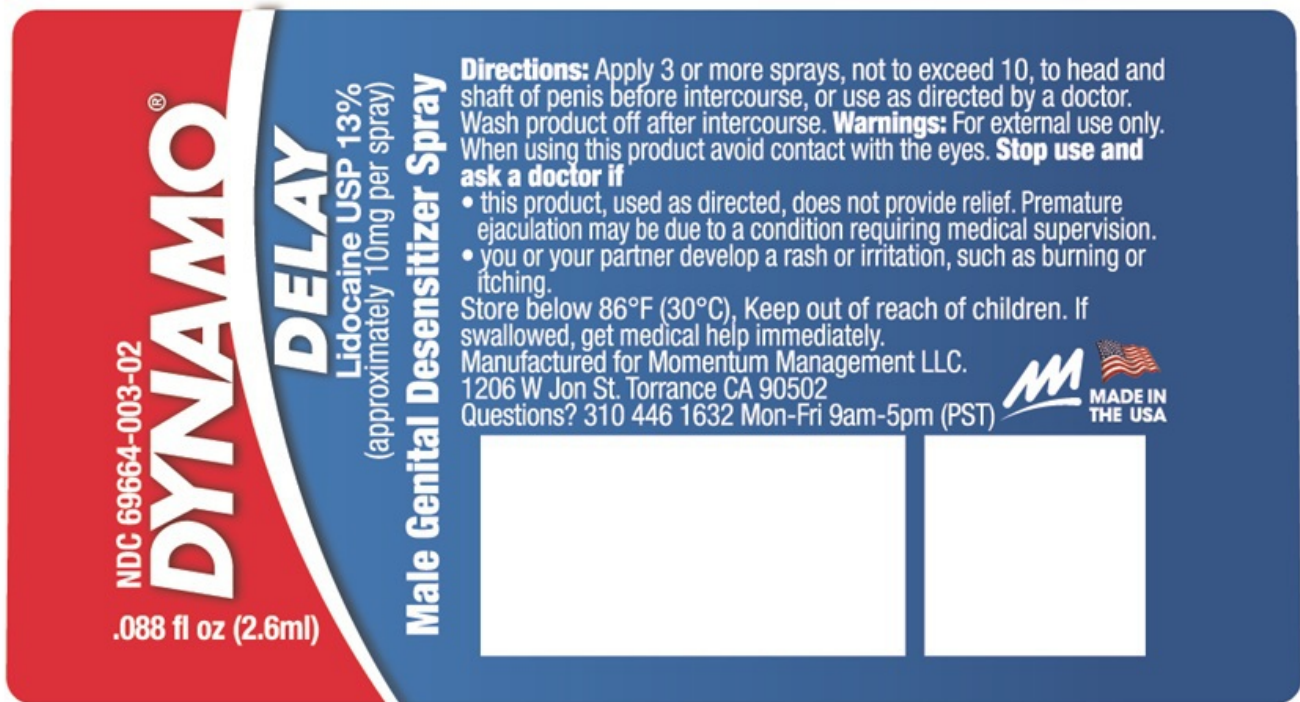 NDC 69664-003-02
DYNAMO®
.088 fl oz (2.6ml)
DELAY
Lidocaine USP 13%
(approximately 10mg per spray)
Male Genital Desensitizer Spray
Directions: Apply 3 or more sprays, not to exceed 10, to head and
shaft of penis before intercourse, or use as directed by a doctor.
Wash product off after intercourse. Warnings: For external use only.
When using this product avoid contact with the eyes. Stop use and
ask a doctor if
• this product, used as directed, does not provide relief. Premature
ejaculation may be due to a condition requiring medical supervision.
• you or your partner develop a rash or irritation, such as burning or
itching.
Store below 86°F (30°C), Keep out of reach of children. If
swallowed, get medical help immediately.
Manufactured for Momentum Management LLC.
1206 W Jon St. Torrance CA 90502
Questions? 310 446 1632 Mon-Fri 9am-5pm (PST)
MADE IN
THE USA